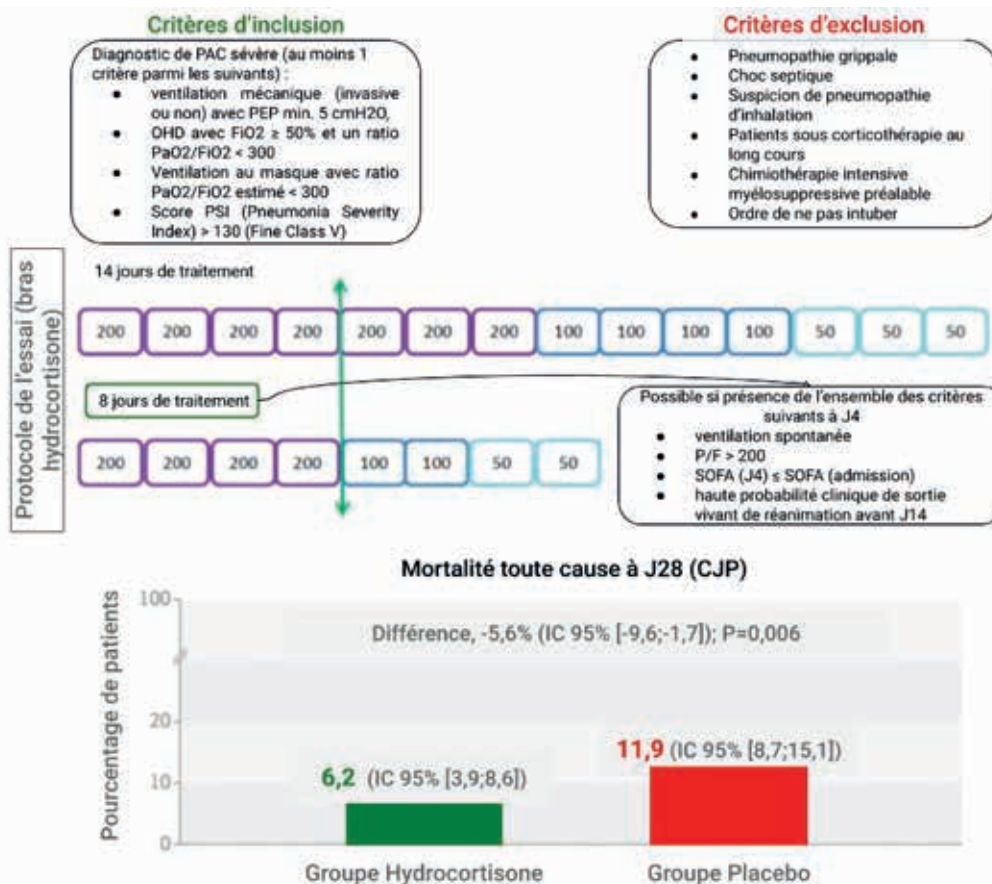 Critères d'inclusion
Diagnostic de PAC sévère (au moins 1
critère parmi les suivants) :
● ventilation mécanique (invasive
ou non) avec PEP min. 5 cmH2O,
● OHD avec FiO2 ≥ 50% et un ratio
PaO2/FiO2 < 300
● Ventilation au masque avec ratio
PaO2/FiO2 estimé < 300
● Score PSI (Pneumonia Severity
Index) > 130 (Fine Class V)
Critères d'exclusion
● Pneumopathie grippale
● Choc septique
● Suspicion de pneumopathie
d'inhalation
● Patients sous corticothérapie au
long cours
● Chimiothérapie intensive
myélosuppressive préalable
● Ordre de ne pas intuber
Protocole de l'essai (bras
hydrocortisone)
14 jours de traitement
200 200 200 200 200 200 200 100 100 100 100 50 50 50
8 jours de traitement
200 200 200 200 100 100 50 50
Possible si présence de l'ensemble des critères
suivants à J4
● ventilation spontanée
● P/F > 200
● SOFA (J4) ≤ SOFA (admission)
● haute probabilité clinique de sortie
vivant de réanimation avant J14
Mortalité toute cause à J28 (CJP)
Pourcentage de patients
100
20
10
0
Différence, -5,6% (IC 95% [-9,6;-1,7]); P=0,006
6,2 (IC 95% [3,9;8,6])
11,9 (IC 95% [8,7;15,1])
Groupe Hydrocortisone
Groupe Placebo